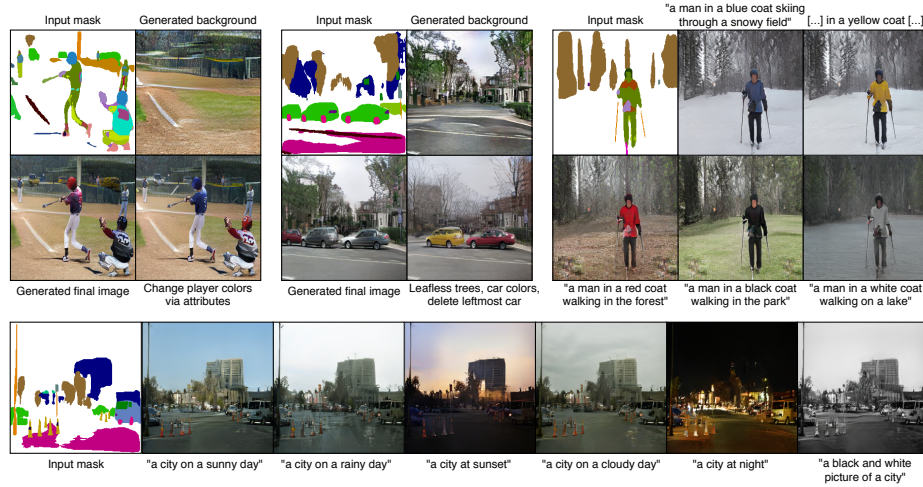 Input mask
Generated background
Generated final image
Change player colors
via attributes
Input mask
Generated background
Generated final image
Leafless trees, car colors,
delete leftmost car
Input mask
"a man in a blue coat skiing
through a snowy field"
[...] in a yellow coat [...]
"a man in a red coat
walking in the forest"
"a man in a black coat
walking in the park"
"a man in a white coat
walking on a lake"
Input mask
"a city on a sunny day"
"a city on a rainy day"
"a city at sunset"
"a city on a cloudy day"
"a city at night"
"a black and white
picture of a city"